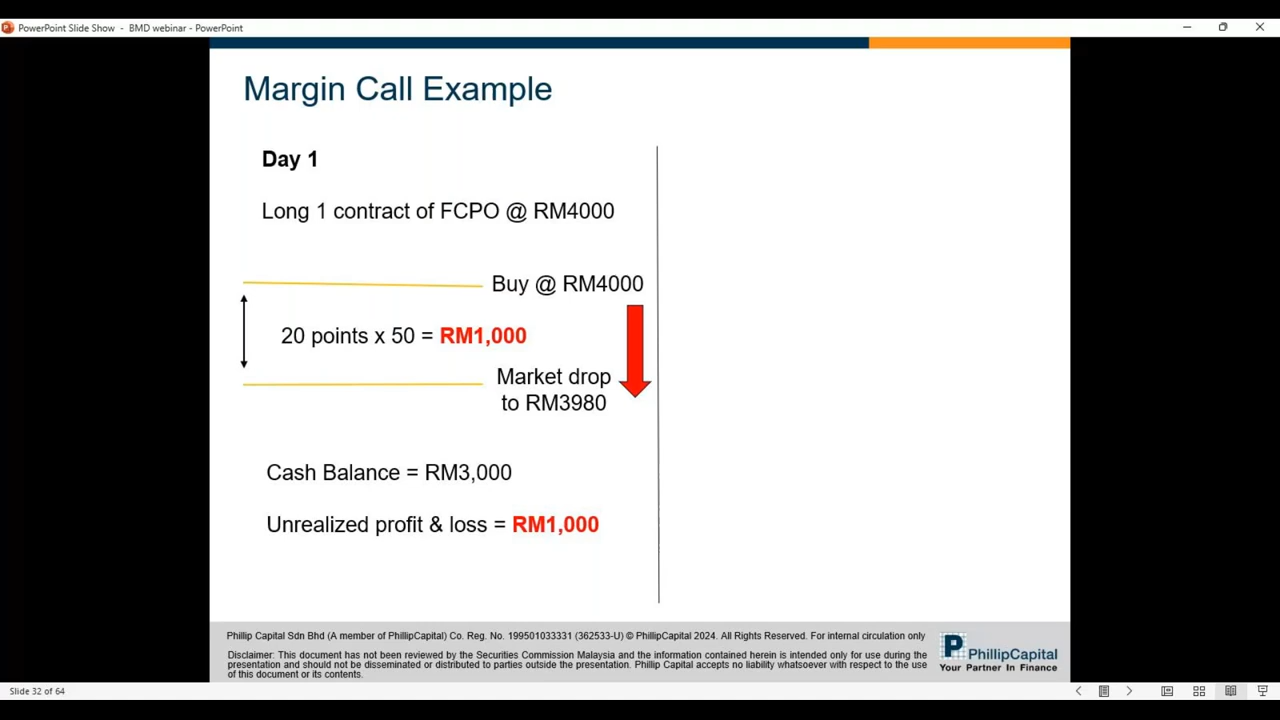 PowerPoint Slide Show - BMD webinar - PowerPoint
Margin Call Example
Day 1
Long 1 contract of FCPO @ RM4000
Buy @ RM4000
20 points x 50 = RM1,000
Market drop
to RM3980
Cash Balance = RM3,000
Unrealized profit & loss = RM1,000
Phillip Capital Sdn Bhd (A member of PhillipCapital) Co. Reg. No. 199501033331 (362533-U) © PhillipCapital 2024. All Rights Reserved. For internal circulation only
Disclaimer: This document has not been reviewed by the Securities Commission Malaysia and the information contained herein is intended only for use during the
presentation and should not be disseminated or distributed to parties outside the presentation. Phillip Capital accepts no liability whatsoever with respect to the use
of this document or its contents.
PhillipCapital
Your Partner In Finance
Slide 32 of 64